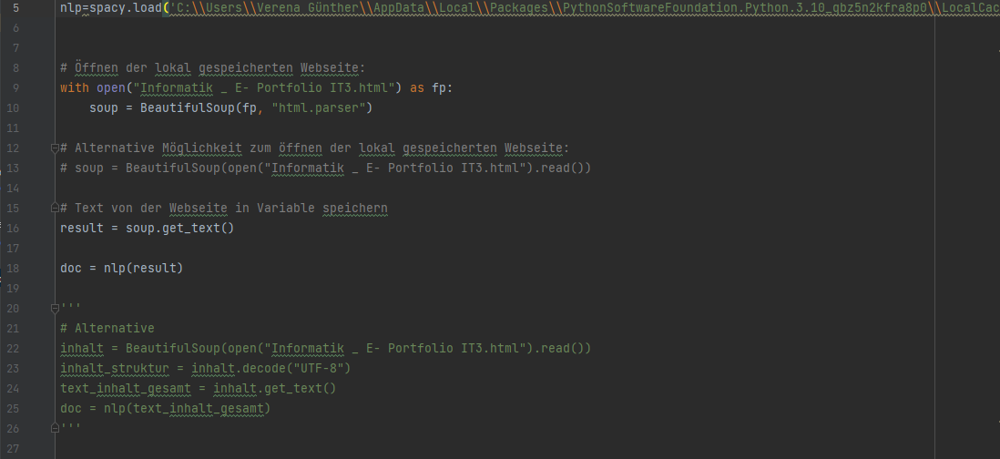 5 nlp=spacy.load('C:\\Users\\Verena Günther\\AppData\\Local\\Packages\\PythonSoftwareFoundation.Python.3.10_qbz5n2kfra8p0\\LocalCac
6
7
8 # Öffnen der lokal gespeicherten Webseite:
9 with open("Informatik _ E- Portfolio IT3.html") as fp:
10 soup = BeautifulSoup(fp, "html.parser")
11
12 # Alternative Möglichkeit zum öffnen der lokal gespeicherten Webseite:
13 # soup = BeautifulSoup(open("Informatik _ E- Portfolio IT3.html").read())
14
15 # Text von der Webseite in Variable speichern
16 result = soup.get_text()
17
18 doc = nlp(result)
19
20 '''
21 # Alternative
22 inhalt = BeautifulSoup(open("Informatik _ E- Portfolio IT3.html").read())
23 inhalt_struktur = inhalt.decode("UTF-8")
24 text_inhalt_gesamt = inhalt.get_text()
25 doc = nlp(text_inhalt_gesamt)
26 '''
27